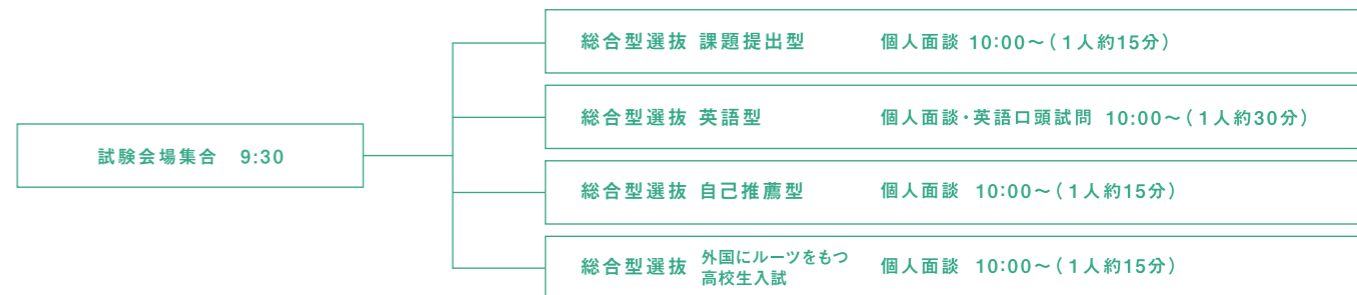 総合型選抜 課題提出型 個人面談 10:00〜(1人約15分)
総合型選抜 英語型 個人面談・英語口頭試問 10:00〜(1人約30分)
試験会場集合 9:30
総合型選抜 自己推薦型 個人面談 10:00〜(1人約15分)
総合型選抜 外国にルーツをもつ
高校生入試 個人面談 10:00〜(1人約15分)